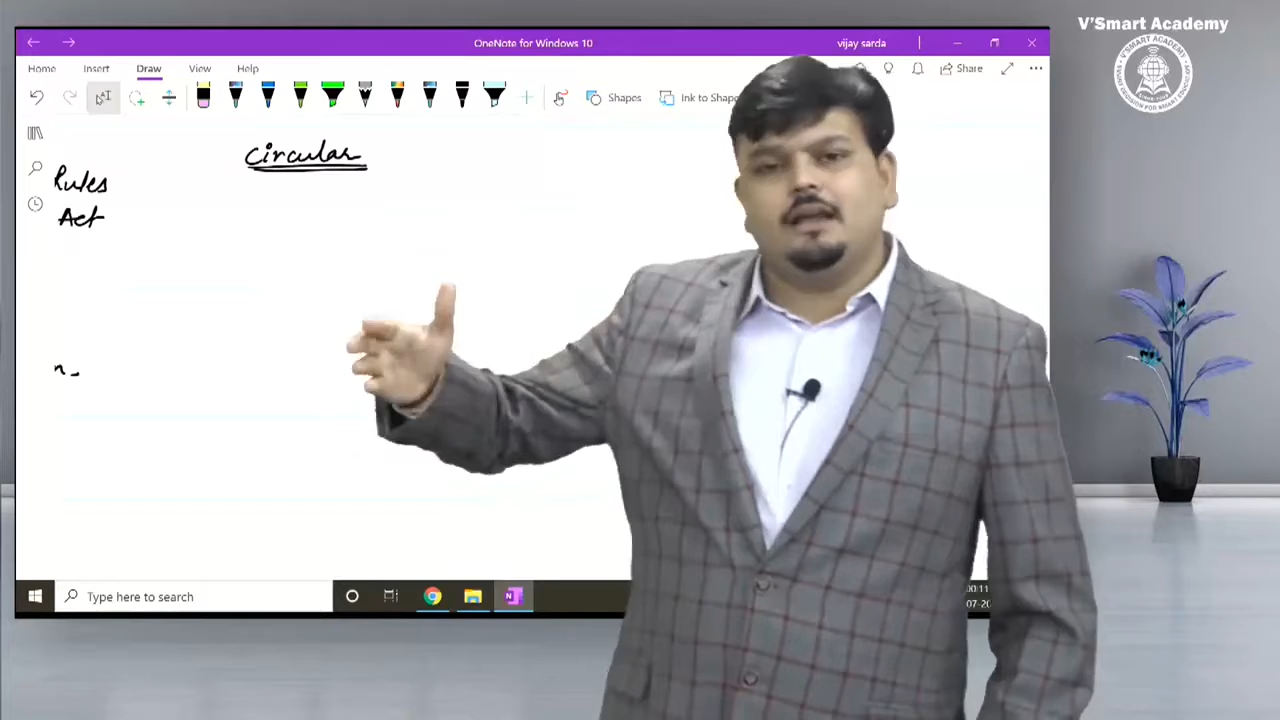 V'Smart Academy
OneNote for Windows 10
vijay sarda
Home Insert Draw View Help
Share
Shapes
Ink to Shape
Circular
Rules
Act
Type here to search